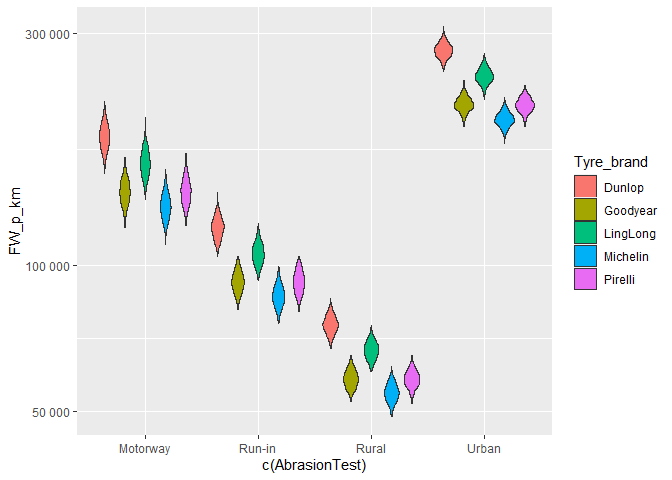 300 000
100 000
50 000
FW_p_km
Motorway
Run-in
Rural
Urban
c(AbrasionTest)
Tyre_brand
Dunlop
Goodyear
LingLong
Michelin
Pirelli